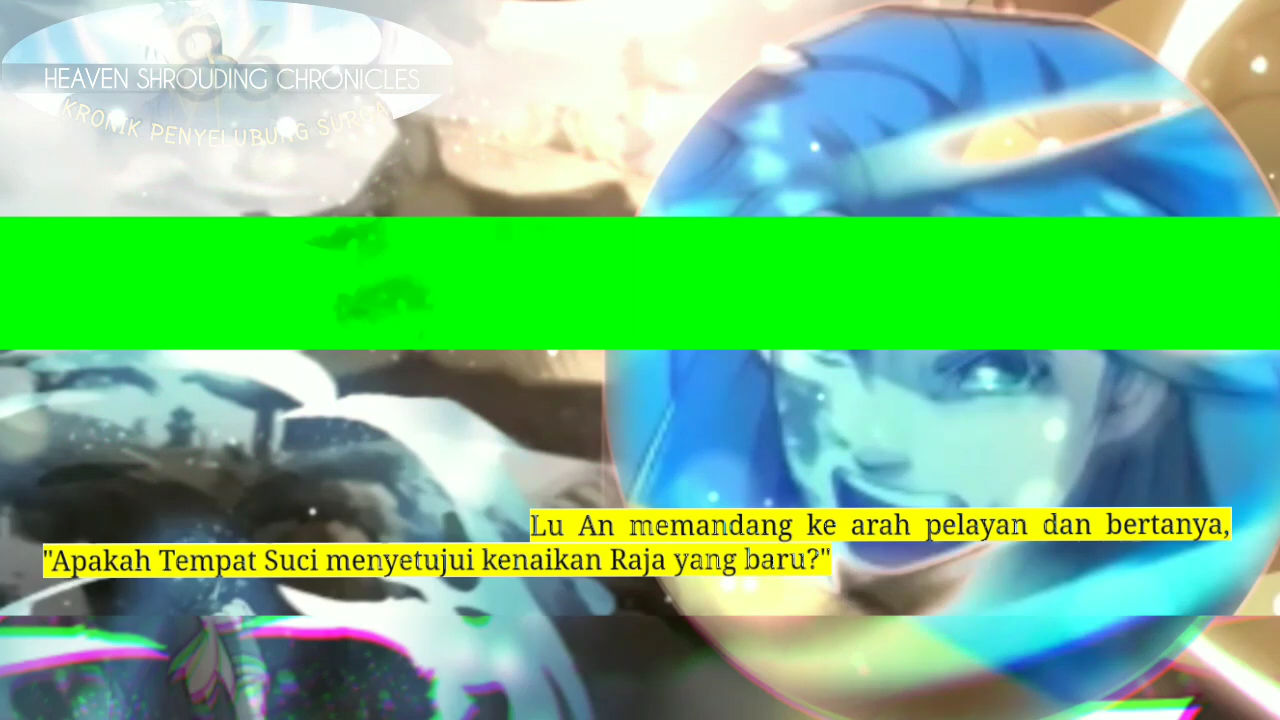 HEAVEN SHROUDING CHRONICLES
KRONIK PENYELUBUNG SURGA
Lu An memandang ke arah pelayan dan bertanya,
"Apakah Tempat Suci menyetujui kenaikan Raja yang baru?"